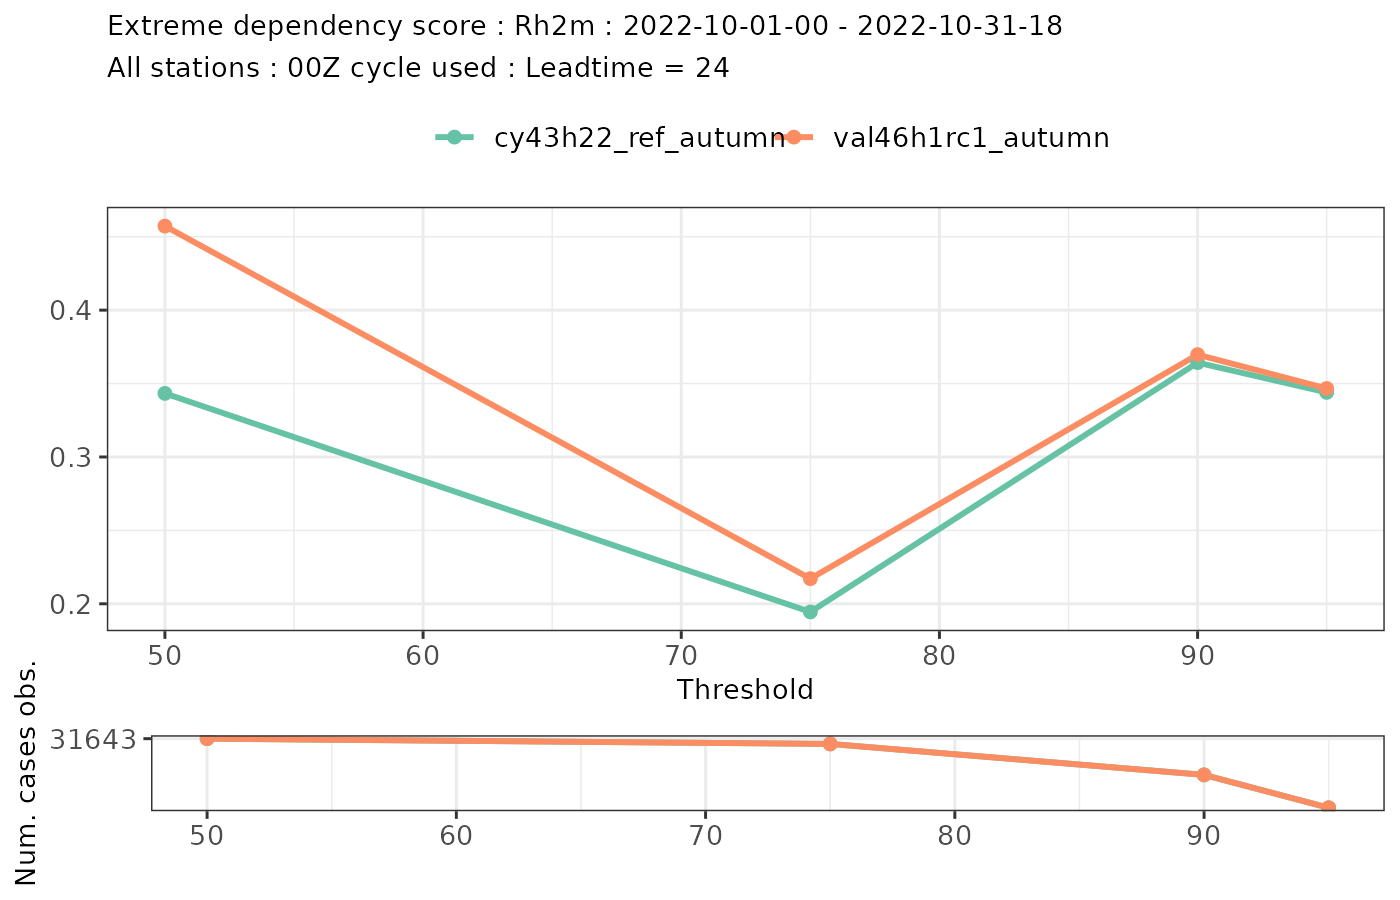 Extreme dependency score : Rh2m : 2022-10-01-00 - 2022-10-31-18
All stations : 00Z cycle used : Leadtime = 24
cy43h22_ref_autumn val46h1rc1_autumn
0.4
0.3
0.2
50 60 70 80 90
Threshold
Num. cases obs.
31643
50 60 70 80 90